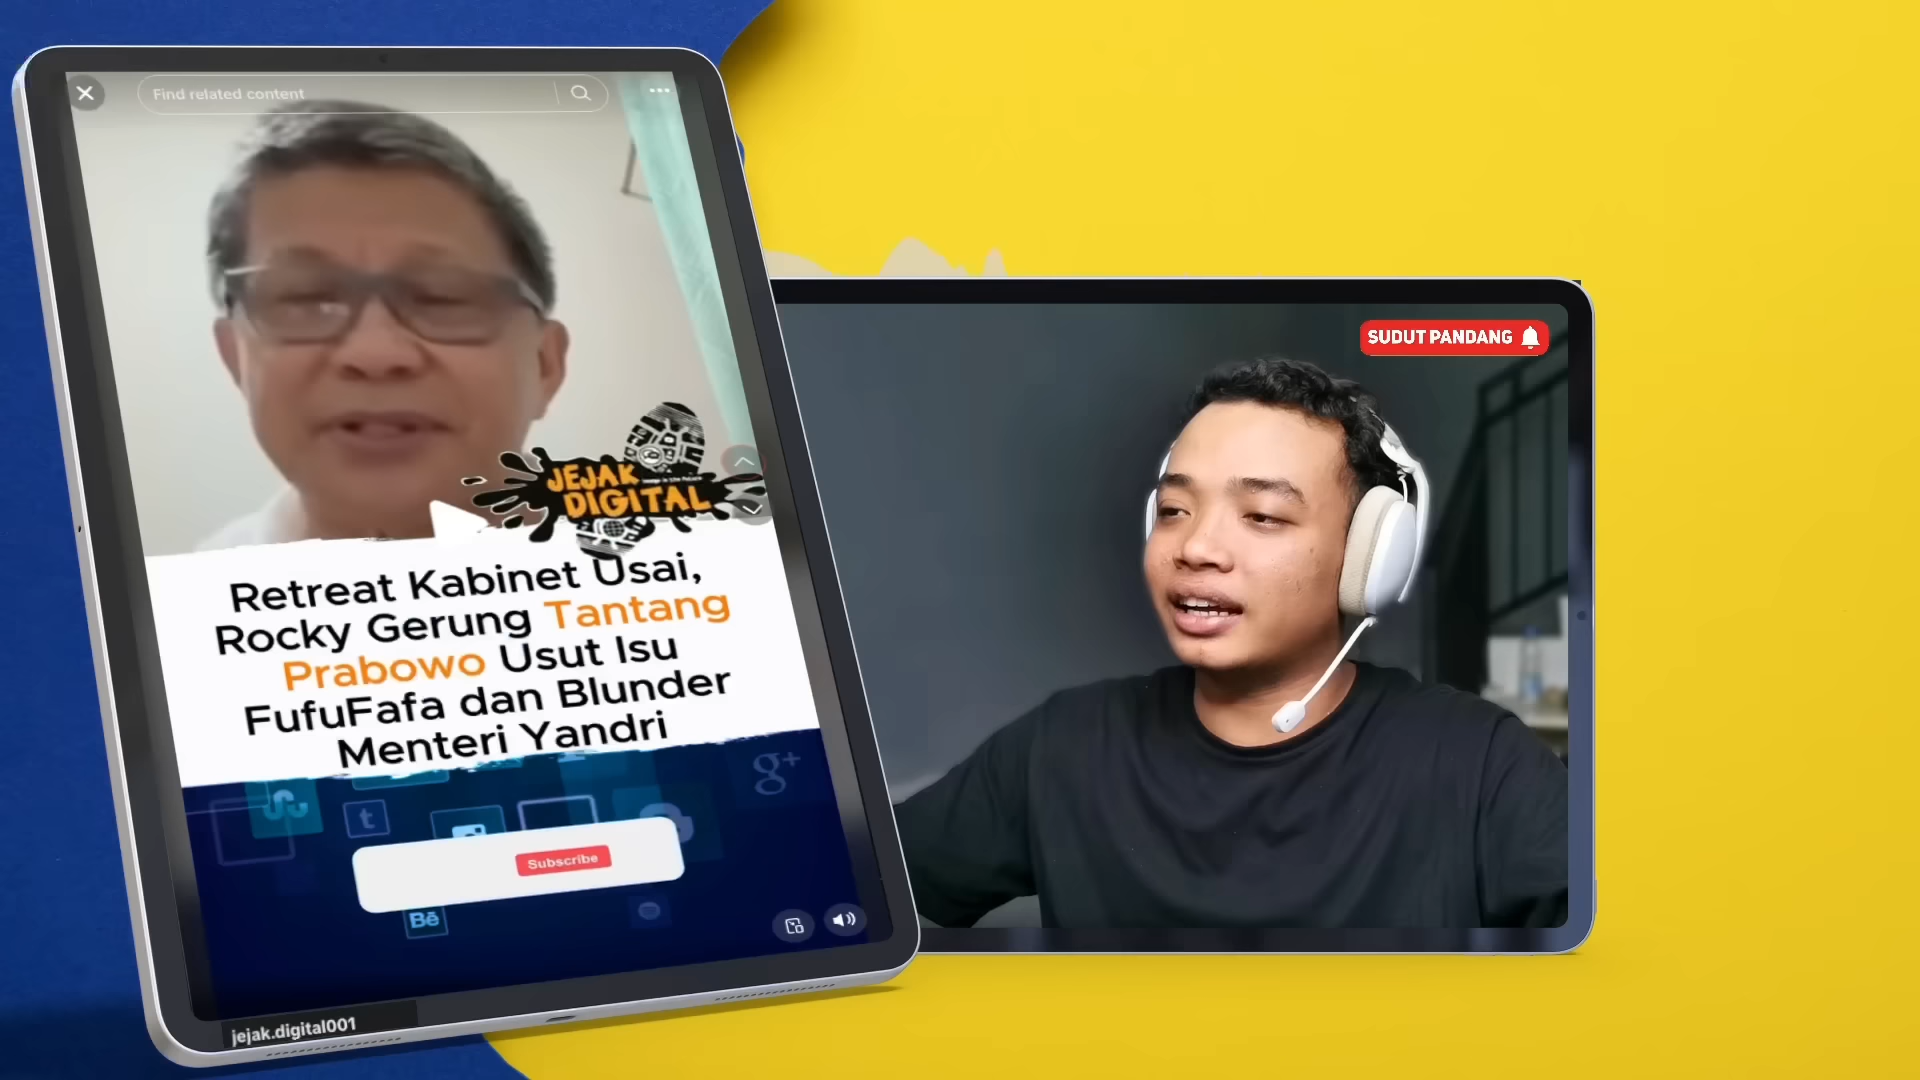 Find related content
SUDUT PANDANG
JEJAK
DIGITAL
Retreat Kabinet Usai,
Rocky Gerung Tantang
Prabowo Usut Isu
FufuFafa dan Blunder
Menteri Yandri
g+
t
Subscribe
Bē
jejak.digital001